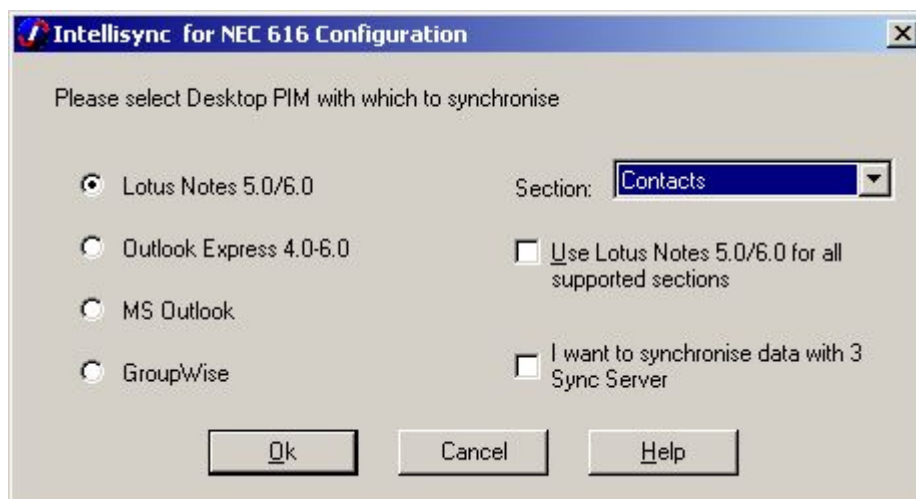 Intellisync for NEC 616 Configuration
Please select Desktop PIM with which to synchronise
Lotus Notes 5.0/6.0
Section: Contacts
Outlook Express 4.0-6.0
Use Lotus Notes 5.0/6.0 for all
supported sections
MS Outlook
I want to synchronise data with 3
Sync Server
GroupWise
Ok Cancel Help